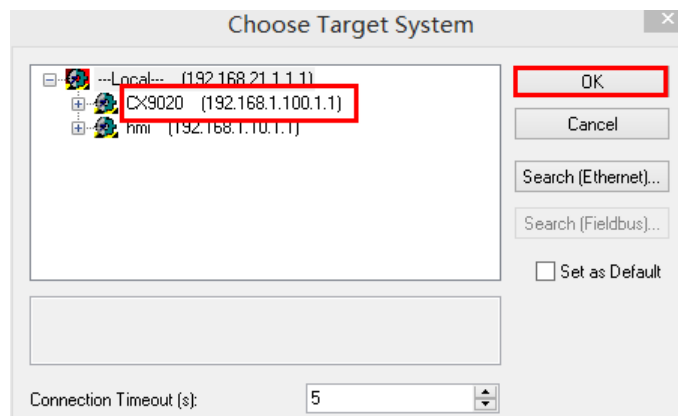 Choose Target System
---Local--- (192.168.21.1.1.1)
CX9020 (192.168.1.100.1.1)
hmi (192.168.1.10.1.1)
OK
Cancel
Search (Ethernet)...
Search (Fieldbus)...
Set as Default
Connection Timeout (s):
5